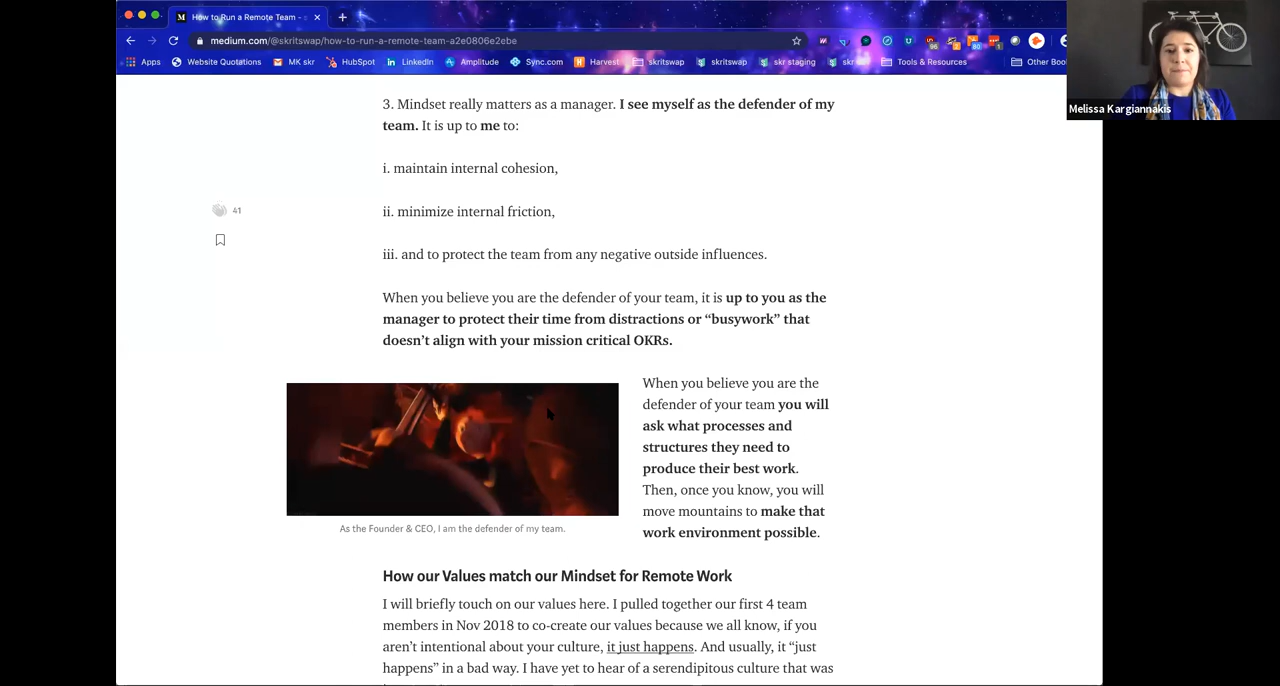 How to Run a Remote Team -
medium.com/@skritswap/how-to-run-a-remote-team-a2e0806e2ebe
Apps Website Quotations MK skr HubSpot LinkedIn Amplitude Sync.com Harvest skritswap skritswap skr staging skr Tools & Resources Other Boo
Melissa Kargiannakis
3. Mindset really matters as a manager. I see myself as the defender of my
team. It is up to me to:
i. maintain internal cohesion,
41
ii. minimize internal friction,
iii. and to protect the team from any negative outside influences.
When you believe you are the defender of your team, it is up to you as the
manager to protect their time from distractions or “busywork” that
doesn’t align with your mission critical OKRs.
When you believe you are the
defender of your team you will
ask what processes and
structures they need to
produce their best work.
Then, once you know, you will
move mountains to make that
work environment possible.
As the Founder & CEO, I am the defender of my team.
How our Values match our Mindset for Remote Work
I will briefly touch on our values here. I pulled together our first 4 team
members in Nov 2018 to co-create our values because we all know, if you
aren’t intentional about your culture, it just happens. And usually, it “just
happens” in a bad way. I have yet to hear of a serendipitous culture that was